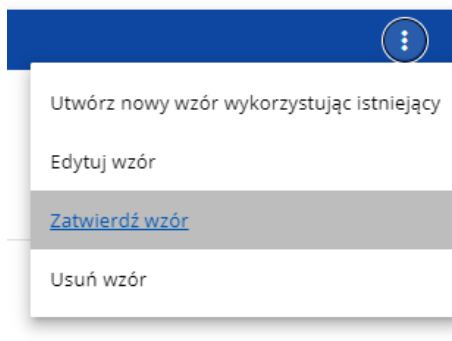 Utwórz nowy wzór wykorzystując istniejący
Edytuj wzór
Zatwierdź wzór
Usuń wzór